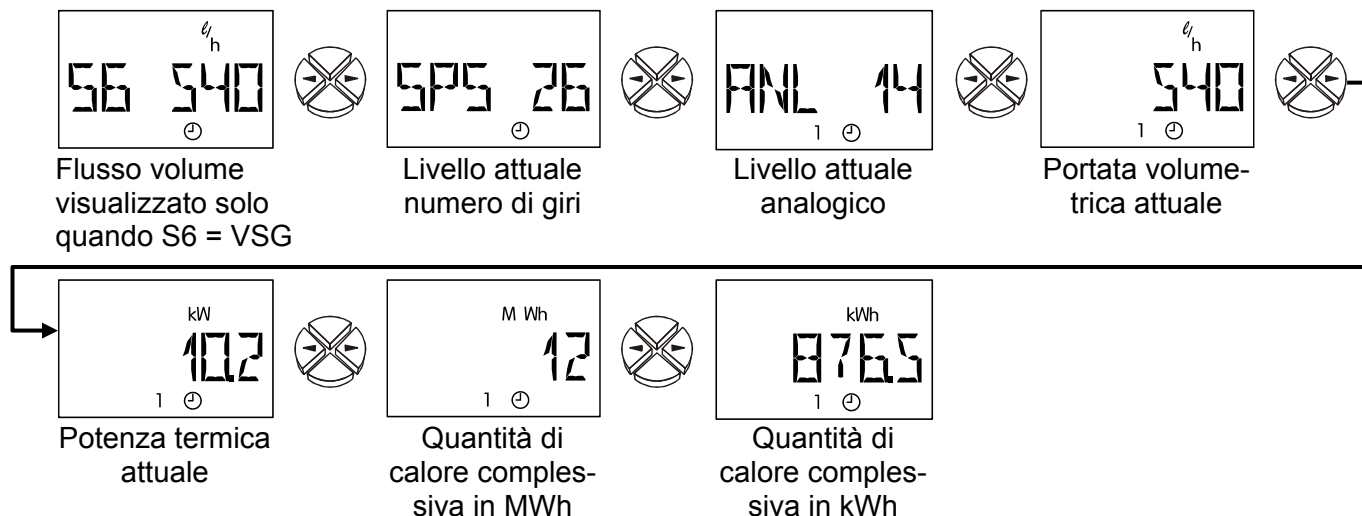 l/h
S6 540
Flusso volume
visualizzato solo
quando S6 = VSG
SPS 26
Livello attuale
numero di giri
ANL 14
1
Livello attuale
analogico
l/h
540
1
Portata volume-
trica attuale
kW
10.2
1
Potenza termica
attuale
M Wh
12
1
Quantità di
calore comples-
siva in MWh
kWh
876.5
1
Quantità di
calore comples-
siva in kWh